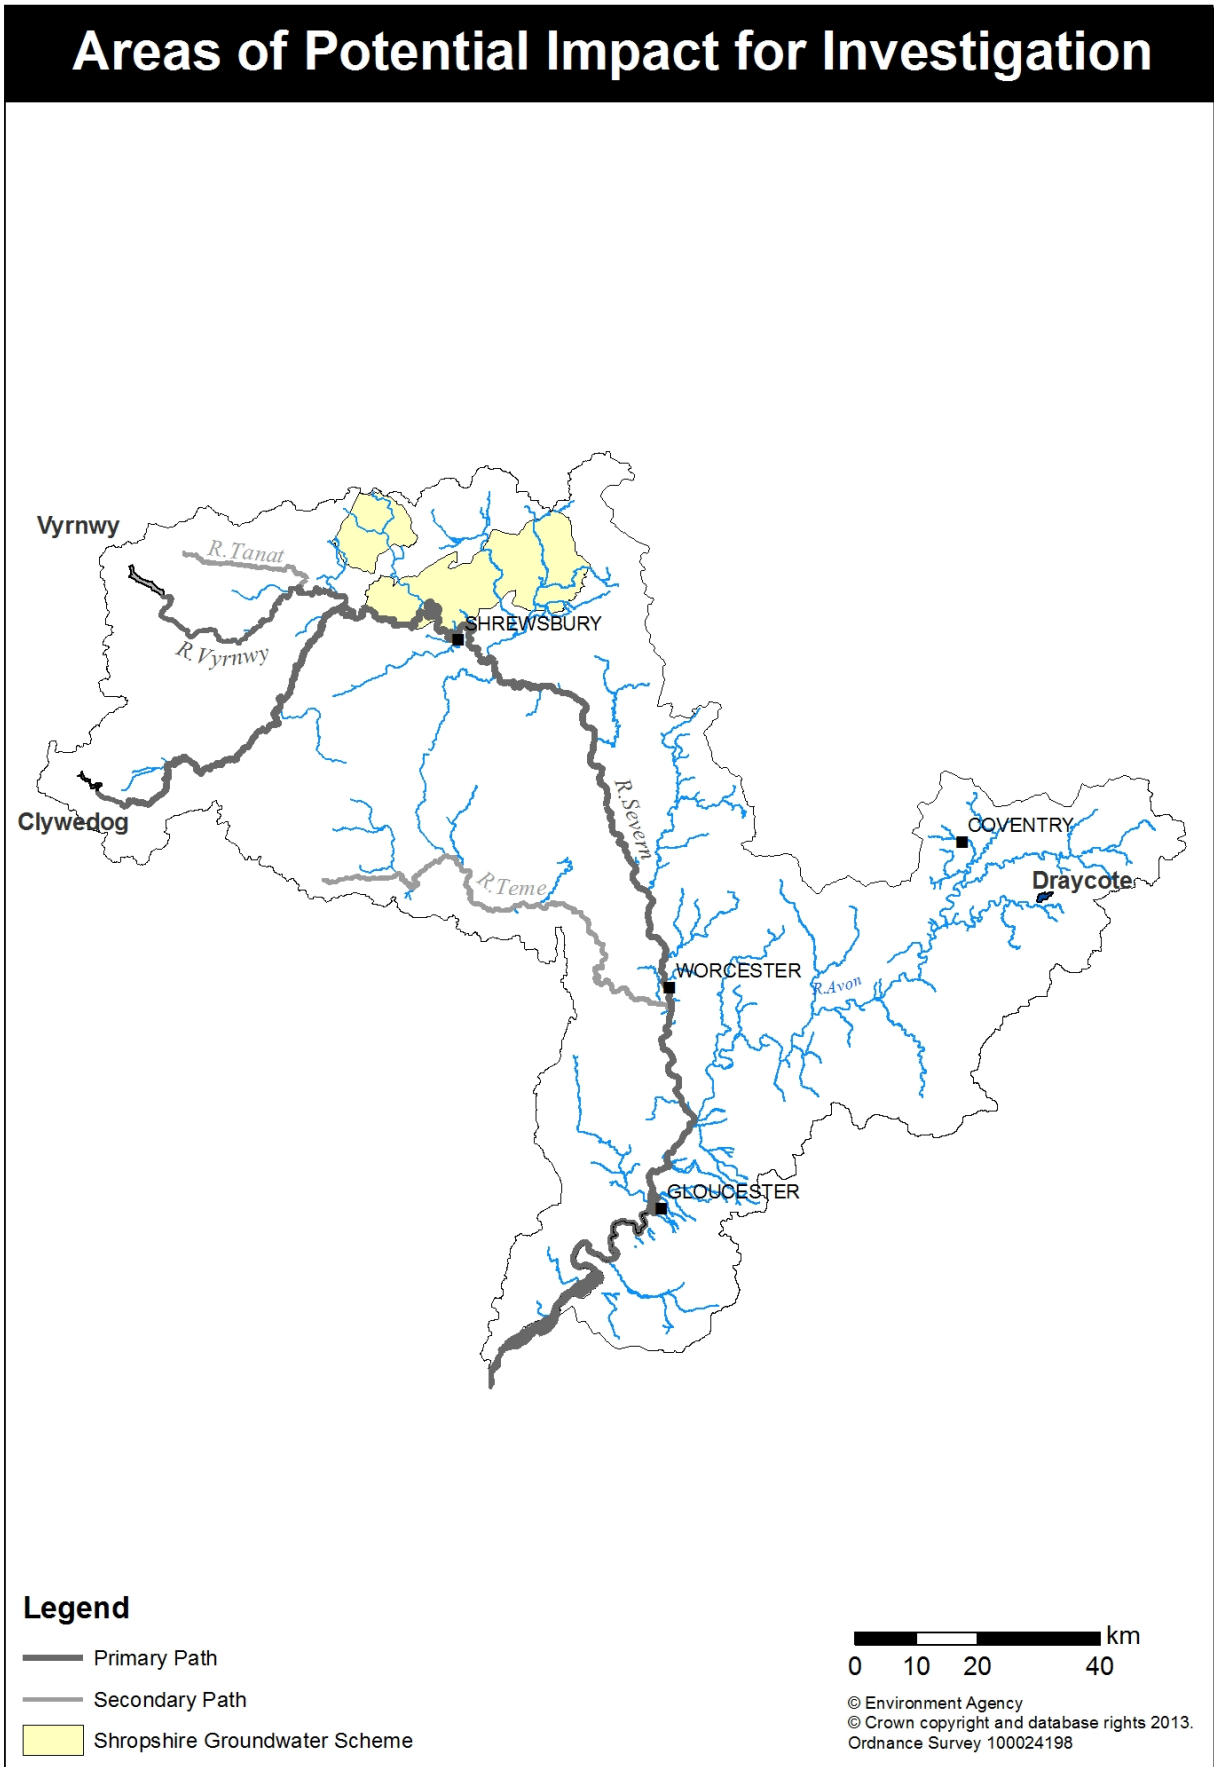 Areas of Potential Impact for Investigation
Vyrnwy
R.Tanat
SHREWSBURY
R.Vyrnwy
R.Severn
Clywedog
COVENTRY
Draycote
R.Teme
WORCESTER
R.Avon
GLOUCESTER
Legend
Primary Path
Secondary Path
Shropshire Groundwater Scheme
km
0 10 20 40
© Environment Agency
© Crown copyright and database rights 2013.
Ordnance Survey 100024198